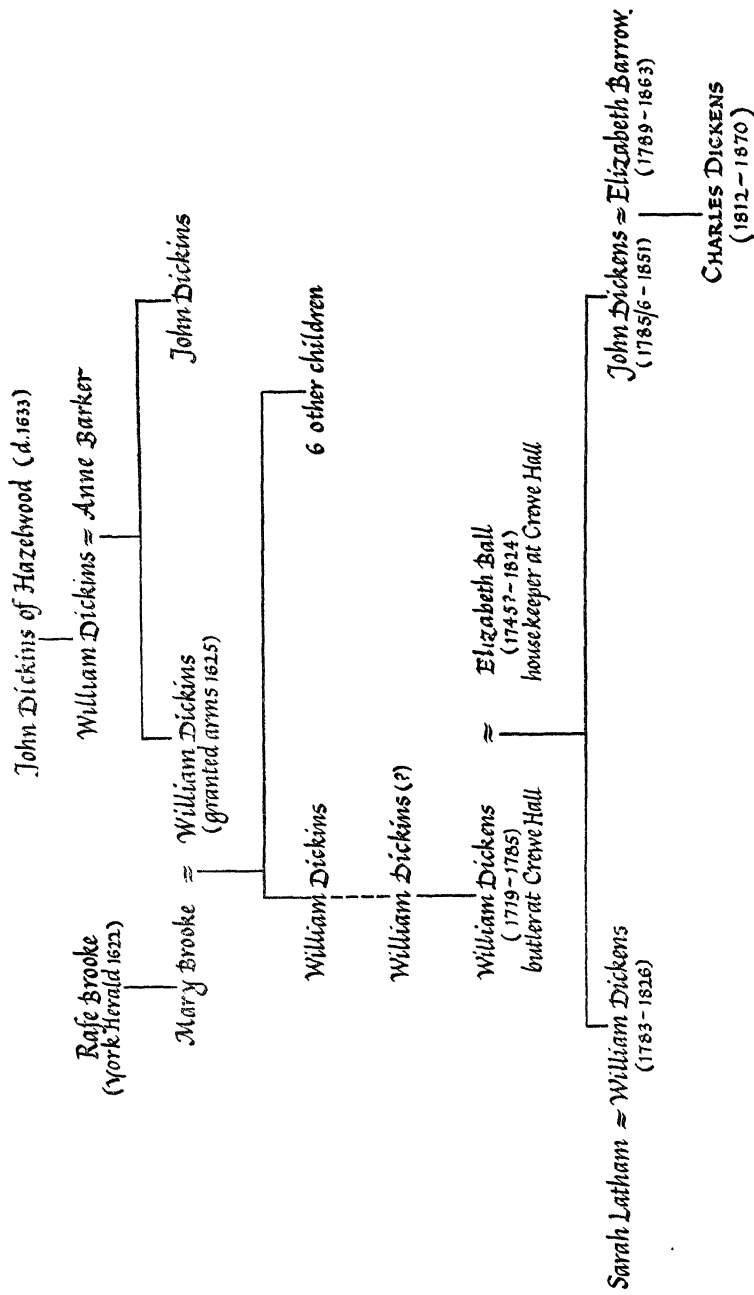 John Dickins of Hazelwood (d.1633)
William Dickins = Anne Barker
Rafe Brooke
(York Herald 1622)
Mary Brooke = William Dickins
(granted arms 1625)
John Dickins
William Dickins
6 other children
William Dickins (?)
William Dickens
(1719-1785)
butler at Crewe Hall
=
Elizabeth Ball
(1745?-1824)
housekeeper at Crewe Hall
Sarah Latham = William Dickens
(1783-1826)
John Dickens = Elizabeth Barrow.
(1785/6-1851)
(1789-1863)
CHARLES DICKENS
(1812-1870)